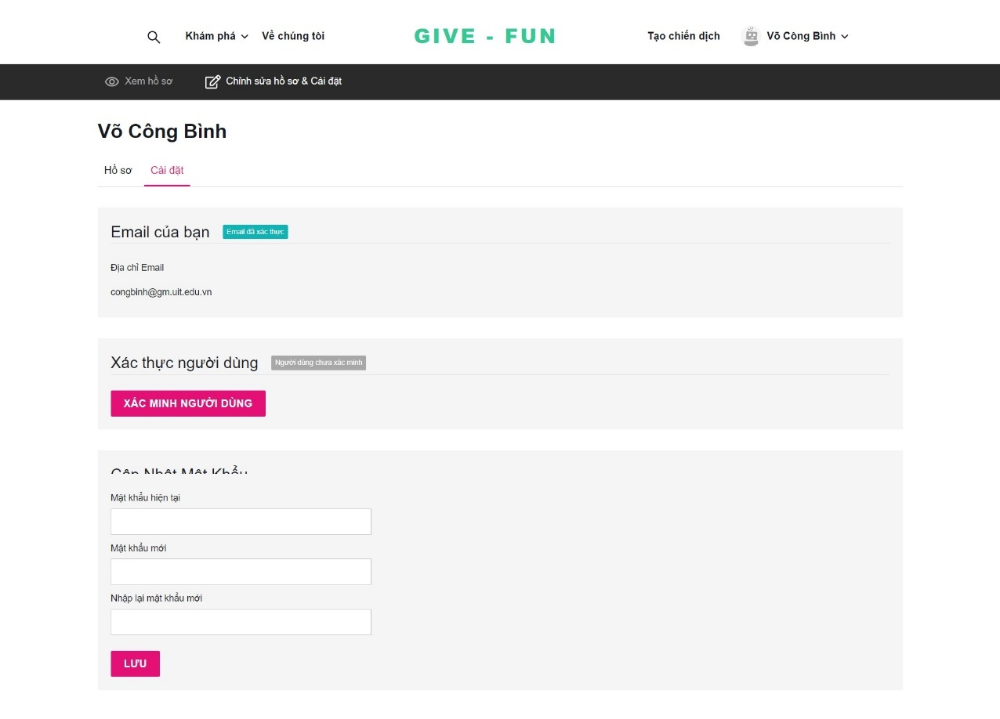 Khám phá Về chúng tôi GIVE - FUN Tạo chiến dịch Võ Công Bình
Xem hồ sơ Chỉnh sửa hồ sơ & Cài đặt
Võ Công Bình
Hồ sơ Cài đặt
Email của bạn Email đã xác thực
Địa chỉ Email
congbinh@gm.uit.edu.vn
Xác thực người dùng Người dùng chưa xác minh
XÁC MINH NGƯỜI DÙNG
Cập Nhật Mật Khẩu
Mật khẩu hiện tại
Mật khẩu mới
Nhập lại mật khẩu mới
LƯU